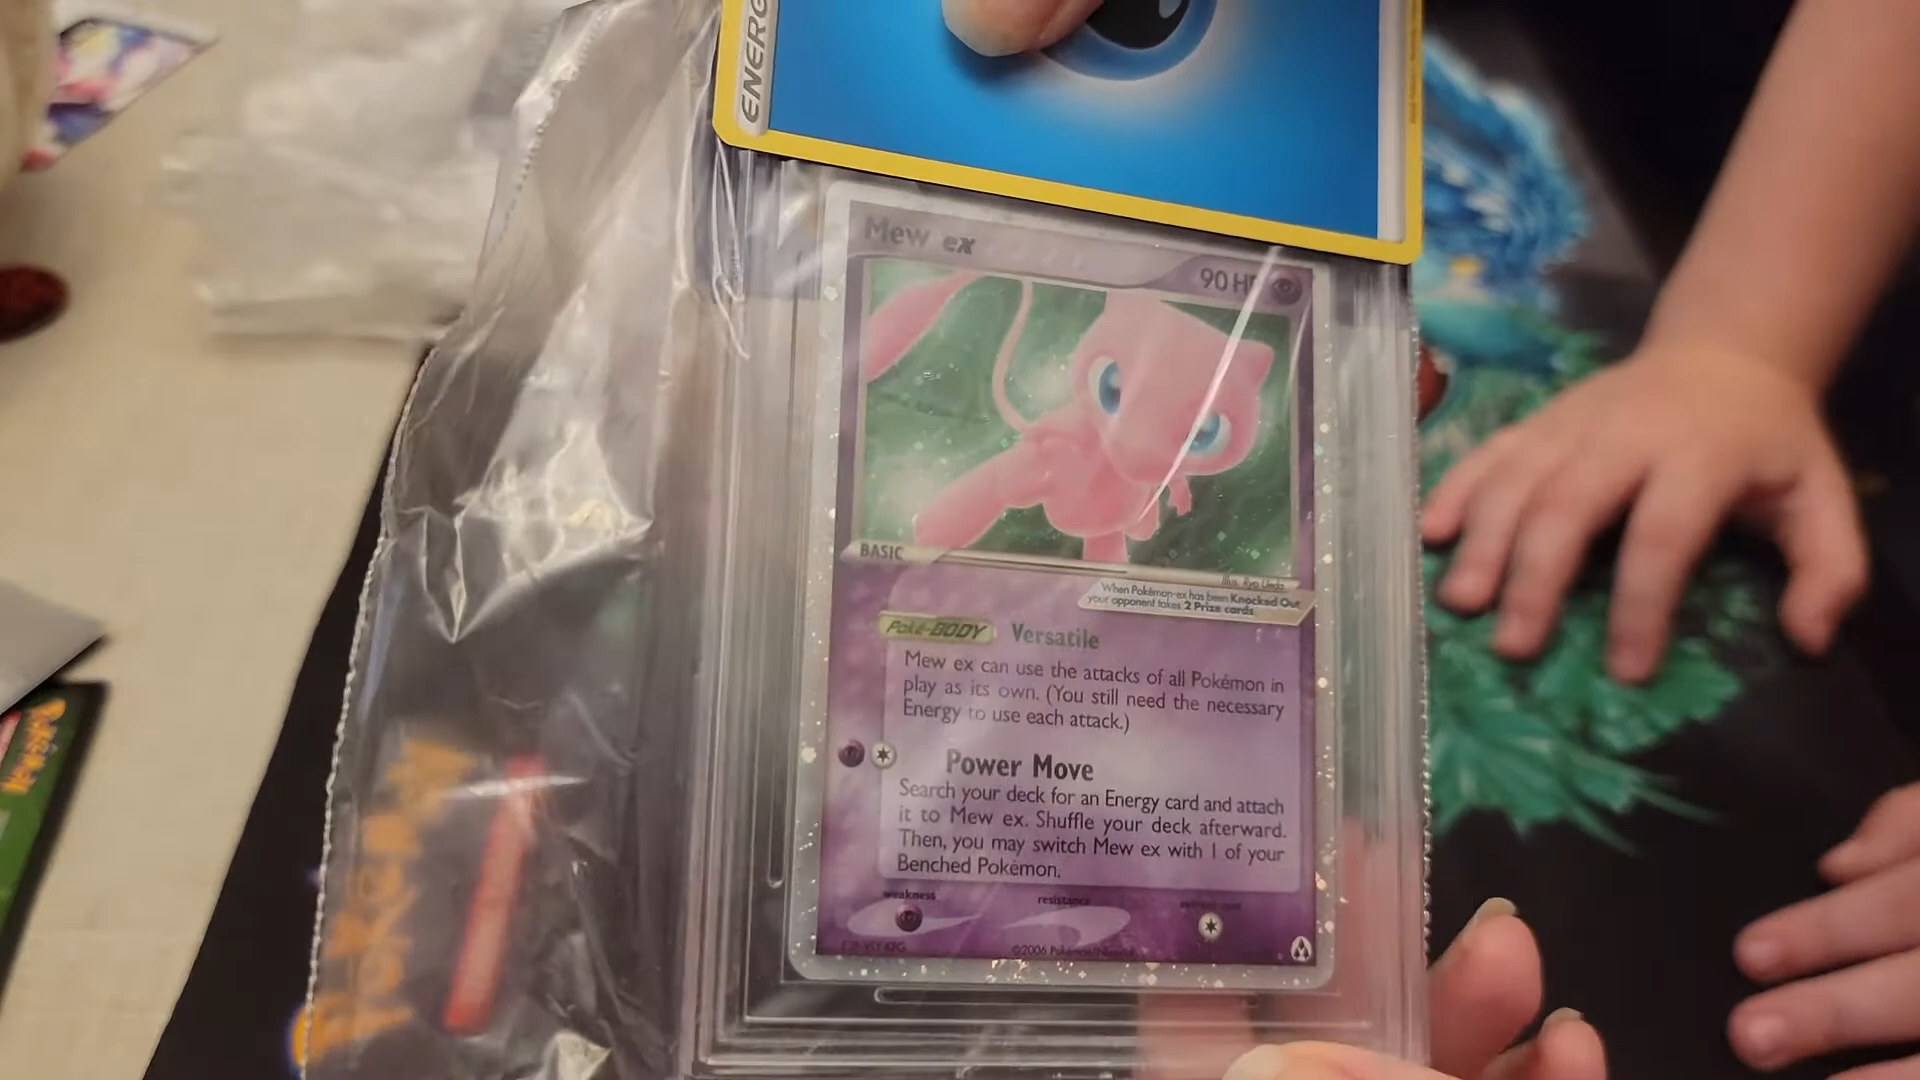 ENERG
Mew ex
90 HP
BASIC
Illus. Ryo Ueda
When Pokémon-ex has been Knocked Out,
your opponent takes 2 Prize cards.
Poké-BODY Versatile
Mew ex can use the attacks of all Pokémon in
play as its own. (You still need the necessary
Energy to use each attack.)
Power Move
Search your deck for an Energy card and attach
it to Mew ex. Shuffle your deck afterward.
Then, you may switch Mew ex with 1 of your
Benched Pokémon.
weakness
resistance
retreat cost
©2006 Pokémon/Nintendo